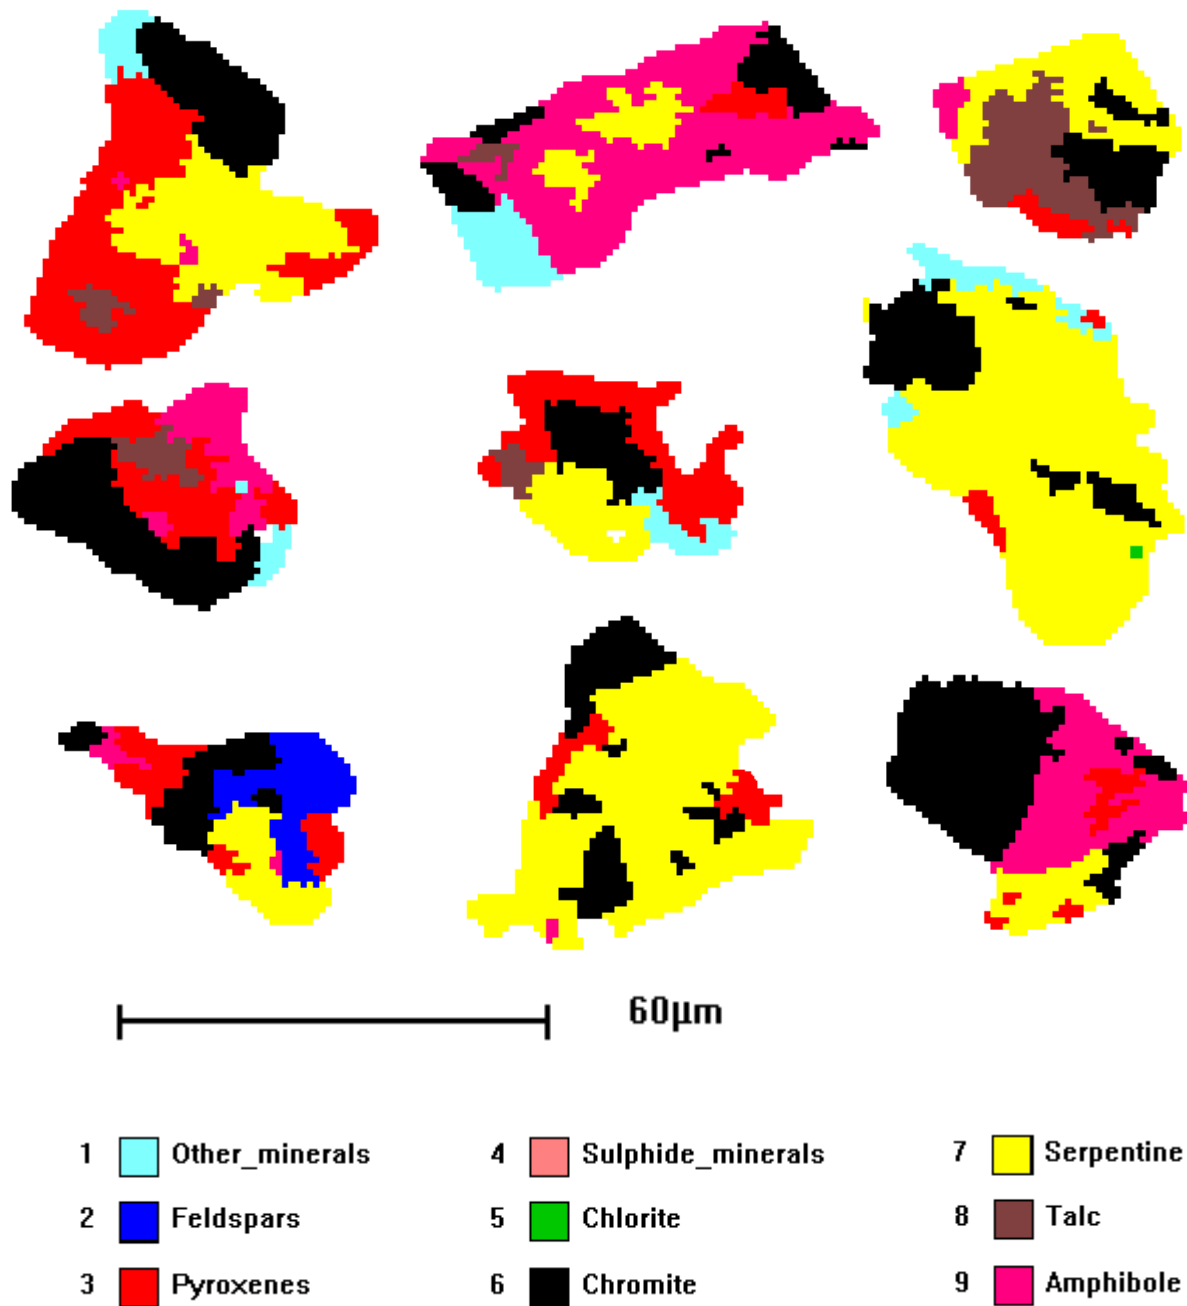 60µm
1 Other_minerals 4 Sulphide_minerals 7 Serpentine
2 Feldspars 5 Chlorite 8 Talc
3 Pyroxenes 6 Chromite 9 Amphibole